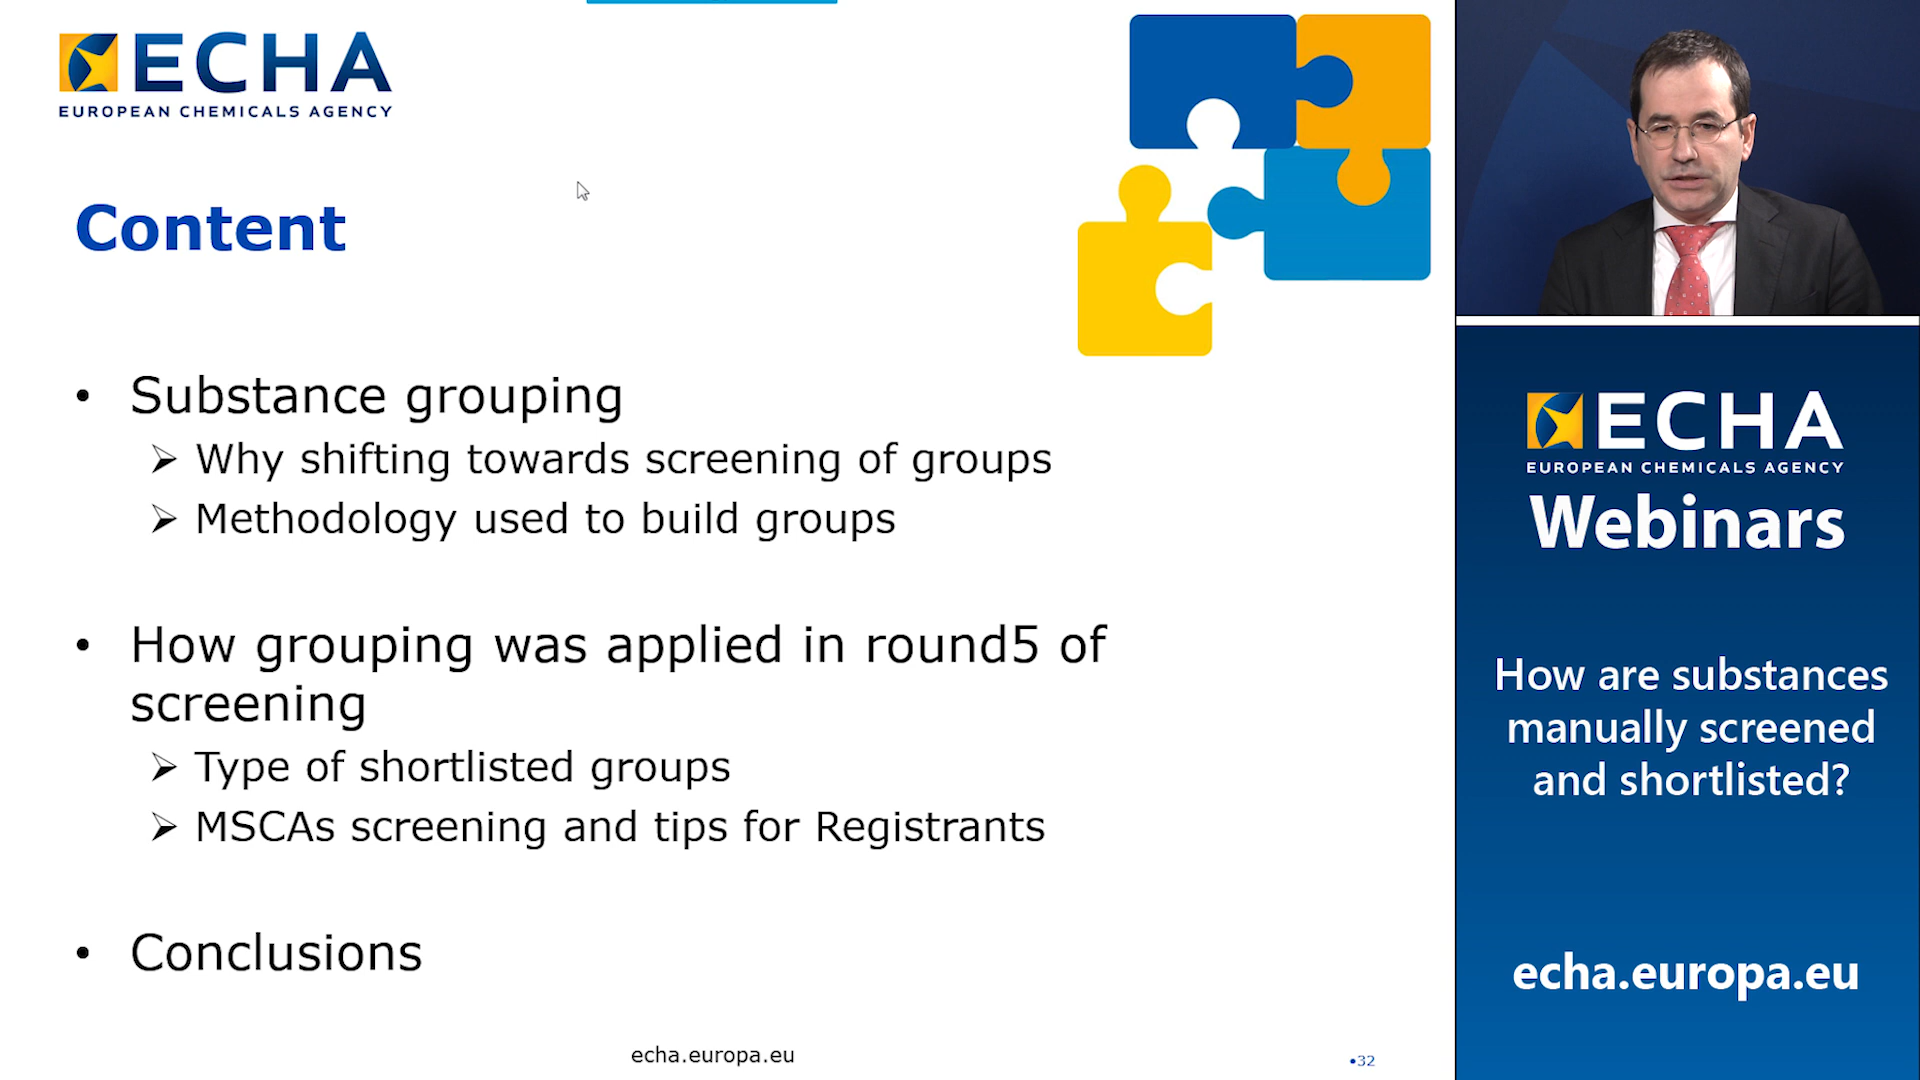 ECHA
EUROPEAN CHEMICALS AGENCY
Content
• Substance grouping
➢ Why shifting towards screening of groups
➢ Methodology used to build groups
• How grouping was applied in round5 of
screening
➢ Type of shortlisted groups
➢ MSCAs screening and tips for Registrants
• Conclusions
echa.europa.eu
•32
ECHA
EUROPEAN CHEMICALS AGENCY
Webinars
How are substances
manually screened
and shortlisted?
echa.europa.eu